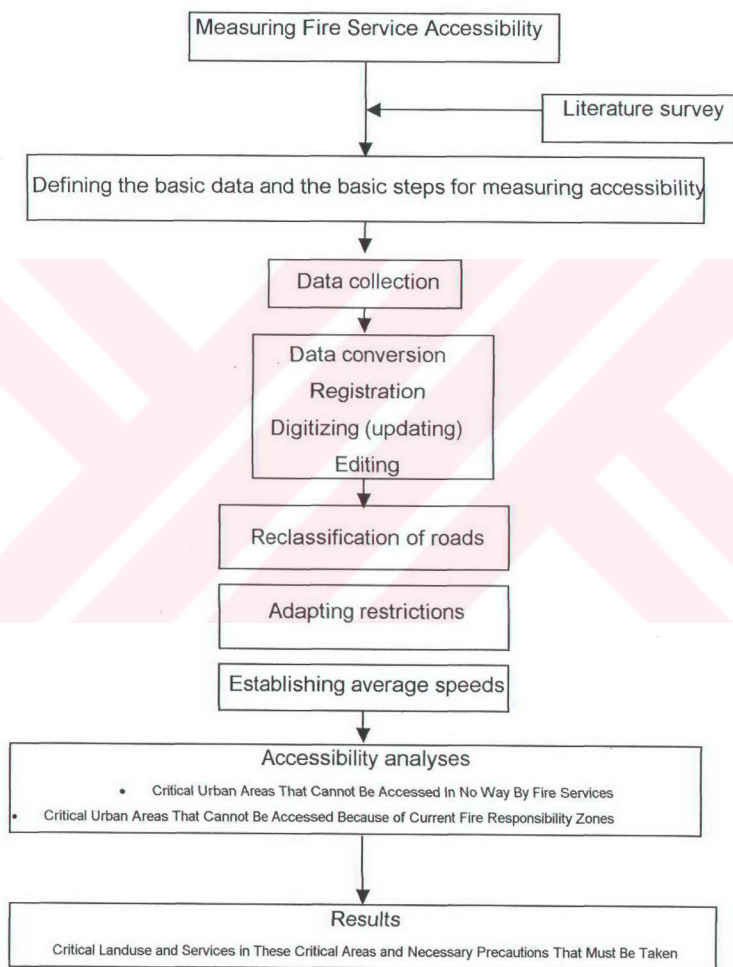 Measuring Fire Service Accessibility
Literature survey
Defining the basic data and the basic steps for measuring accessibility
Data collection
Data conversion
Registration
Digitizing (updating)
Editing
Reclassification of roads
Adapting restrictions
Establishing average speeds
Accessibility analyses
• Critical Urban Areas That Cannot Be Accessed In No Way By Fire Services
• Critical Urban Areas That Cannot Be Accessed Because of Current Fire Responsibility Zones
Results
Critical Landuse and Services in These Critical Areas and Necessary Precautions That Must Be Taken